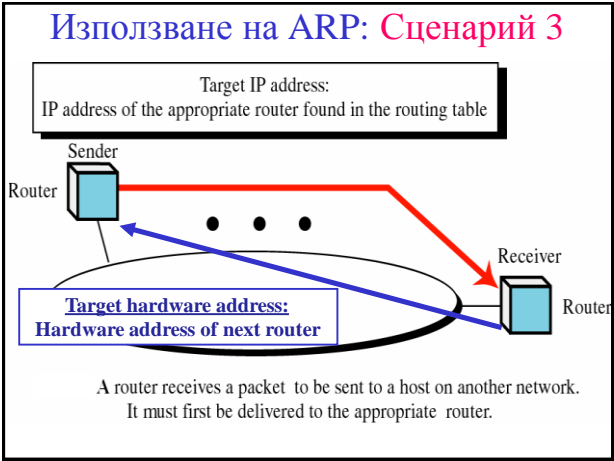 Използване на ARP: Сценарий 3
Target IP address:
IP address of the appropriate router found in the routing table
Sender
Router
Receiver
Router
Target hardware address:
Hardware address of next router
A router receives a packet to be sent to a host on another network.
It must first be delivered to the appropriate router.